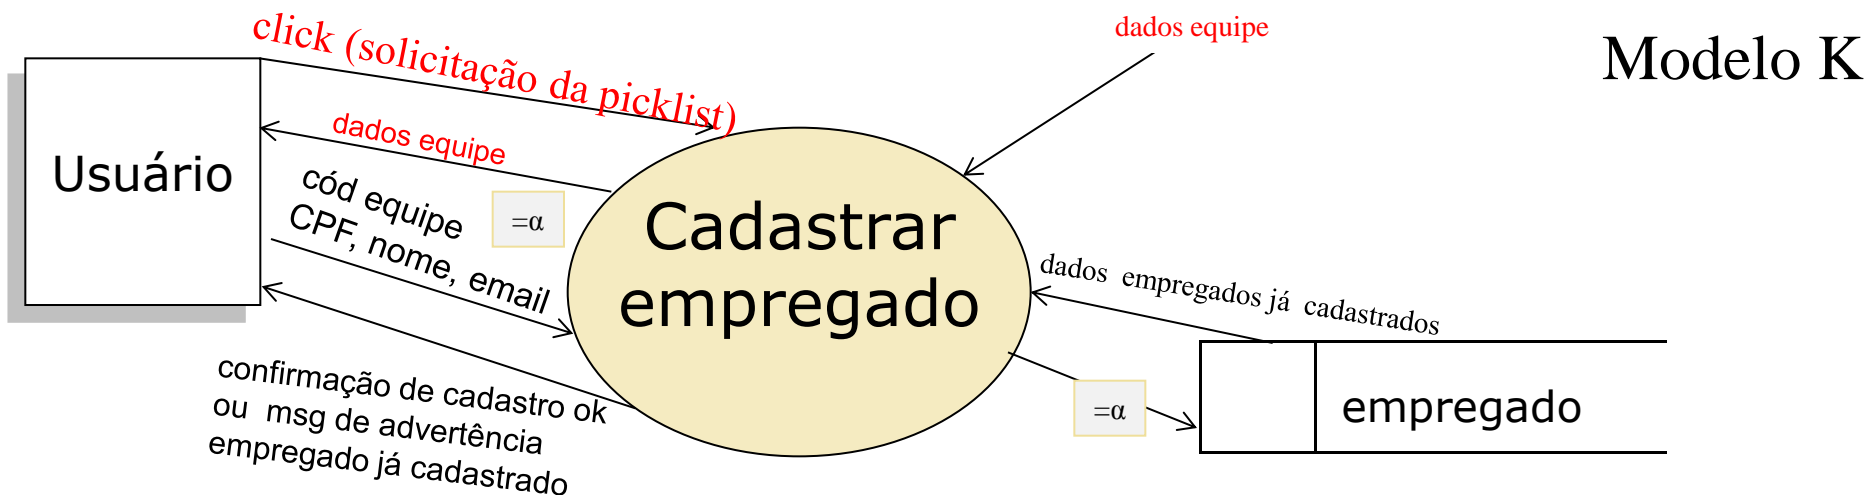 click (solicitação da picklist)
dados equipe
Modelo K
dados equipe
Usuário
cód equipe
CPF, nome, email
=α
Cadastrar
empregado
dados empregados já cadastrados
confirmação de cadastro ok
ou msg de advertência
empregado já cadastrado
=α
empregado